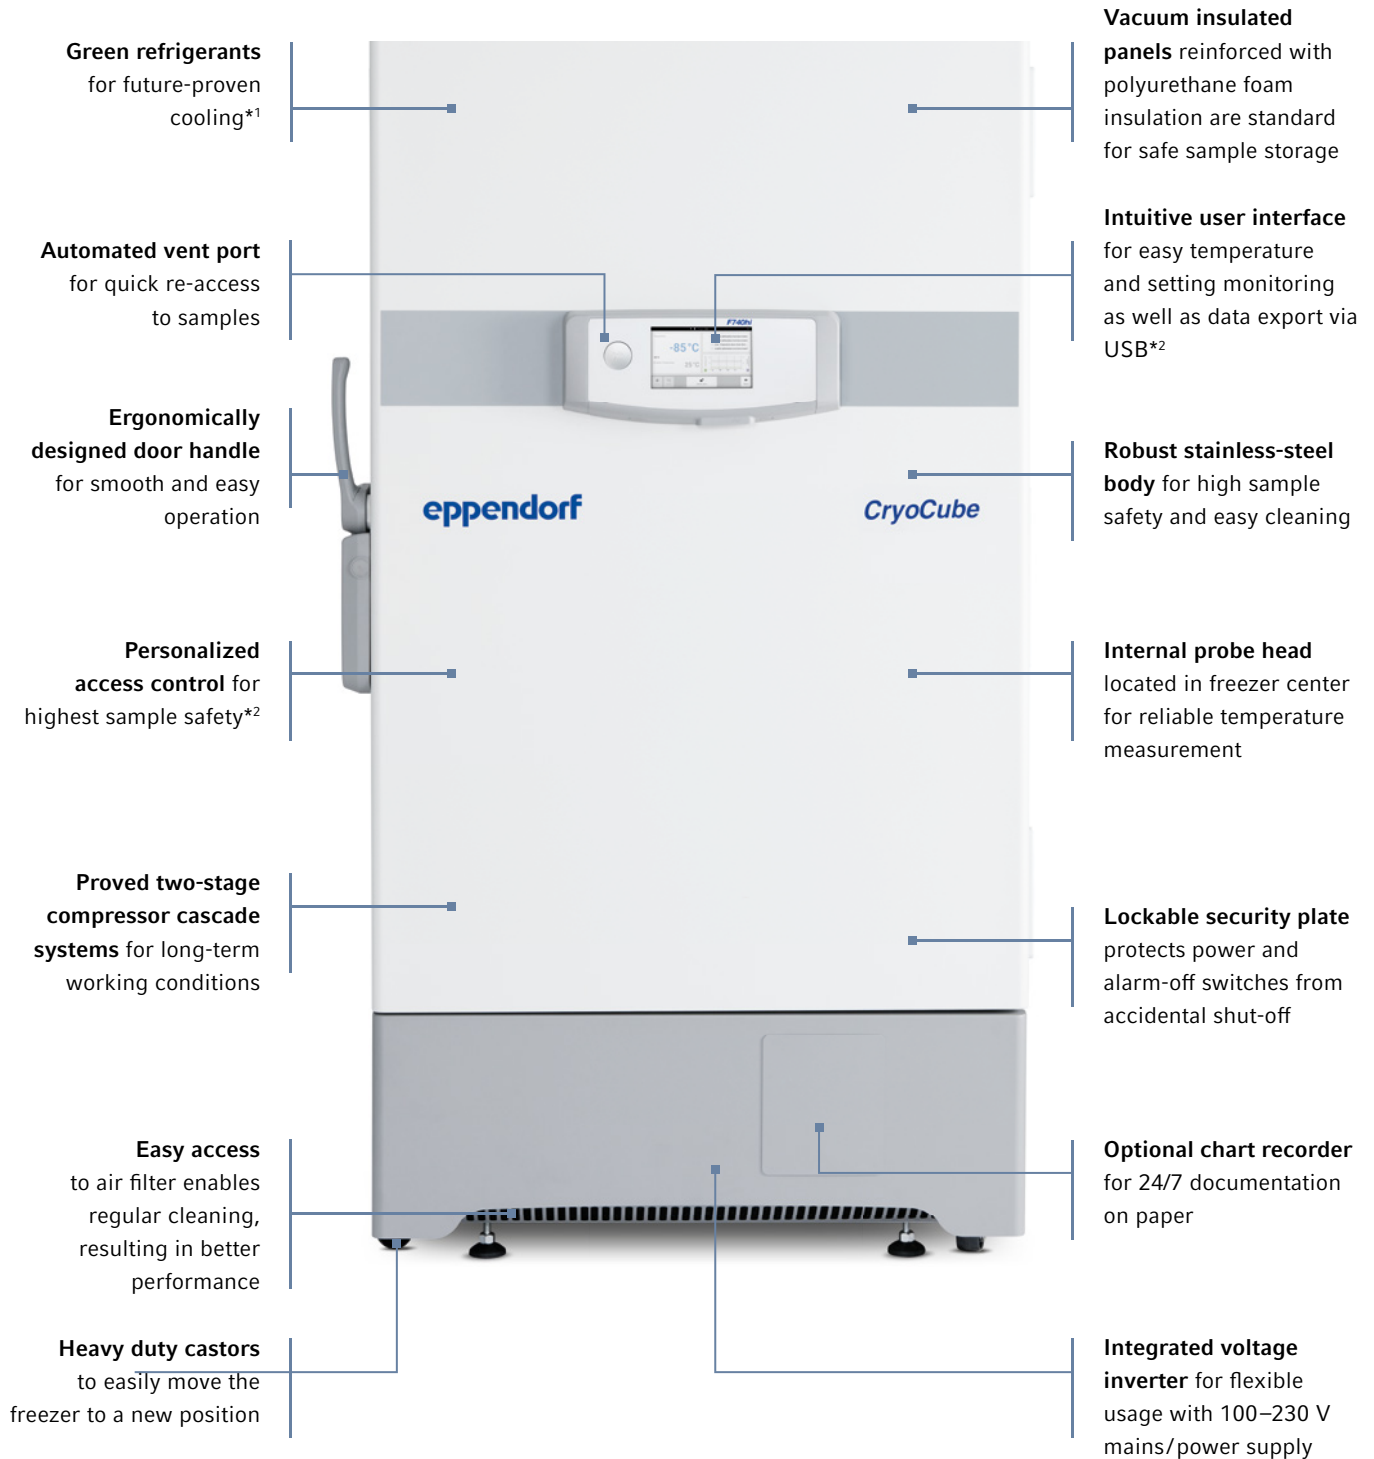 Green refrigerants
for future-proven
cooling*1
Automated vent port
for quick re-access
to samples
Ergonomically
designed door handle
for smooth and easy
operation
Personalized
access control for
highest sample safety*2
Proved two-stage
compressor cascade
systems for long-term
working conditions
Easy access
to air filter enables
regular cleaning,
resulting in better
performance
Heavy duty castors
to easily move the
freezer to a new position
F740hi
-85°C
eppendorf
CryoCube
Vacuum insulated
panels reinforced with
polyurethane foam
insulation are standard
for safe sample storage
Intuitive user interface
for easy temperature
and setting monitoring
as well as data export via
USB*2
Robust stainless-steel
body for high sample
safety and easy cleaning
Internal probe head
located in freezer center
for reliable temperature
measurement
Lockable security plate
protects power and
alarm-off switches from
accidental shut-off
Optional chart recorder
for 24/7 documentation
on paper
Integrated voltage
inverter for flexible
usage with 100–230 V
mains/power supply